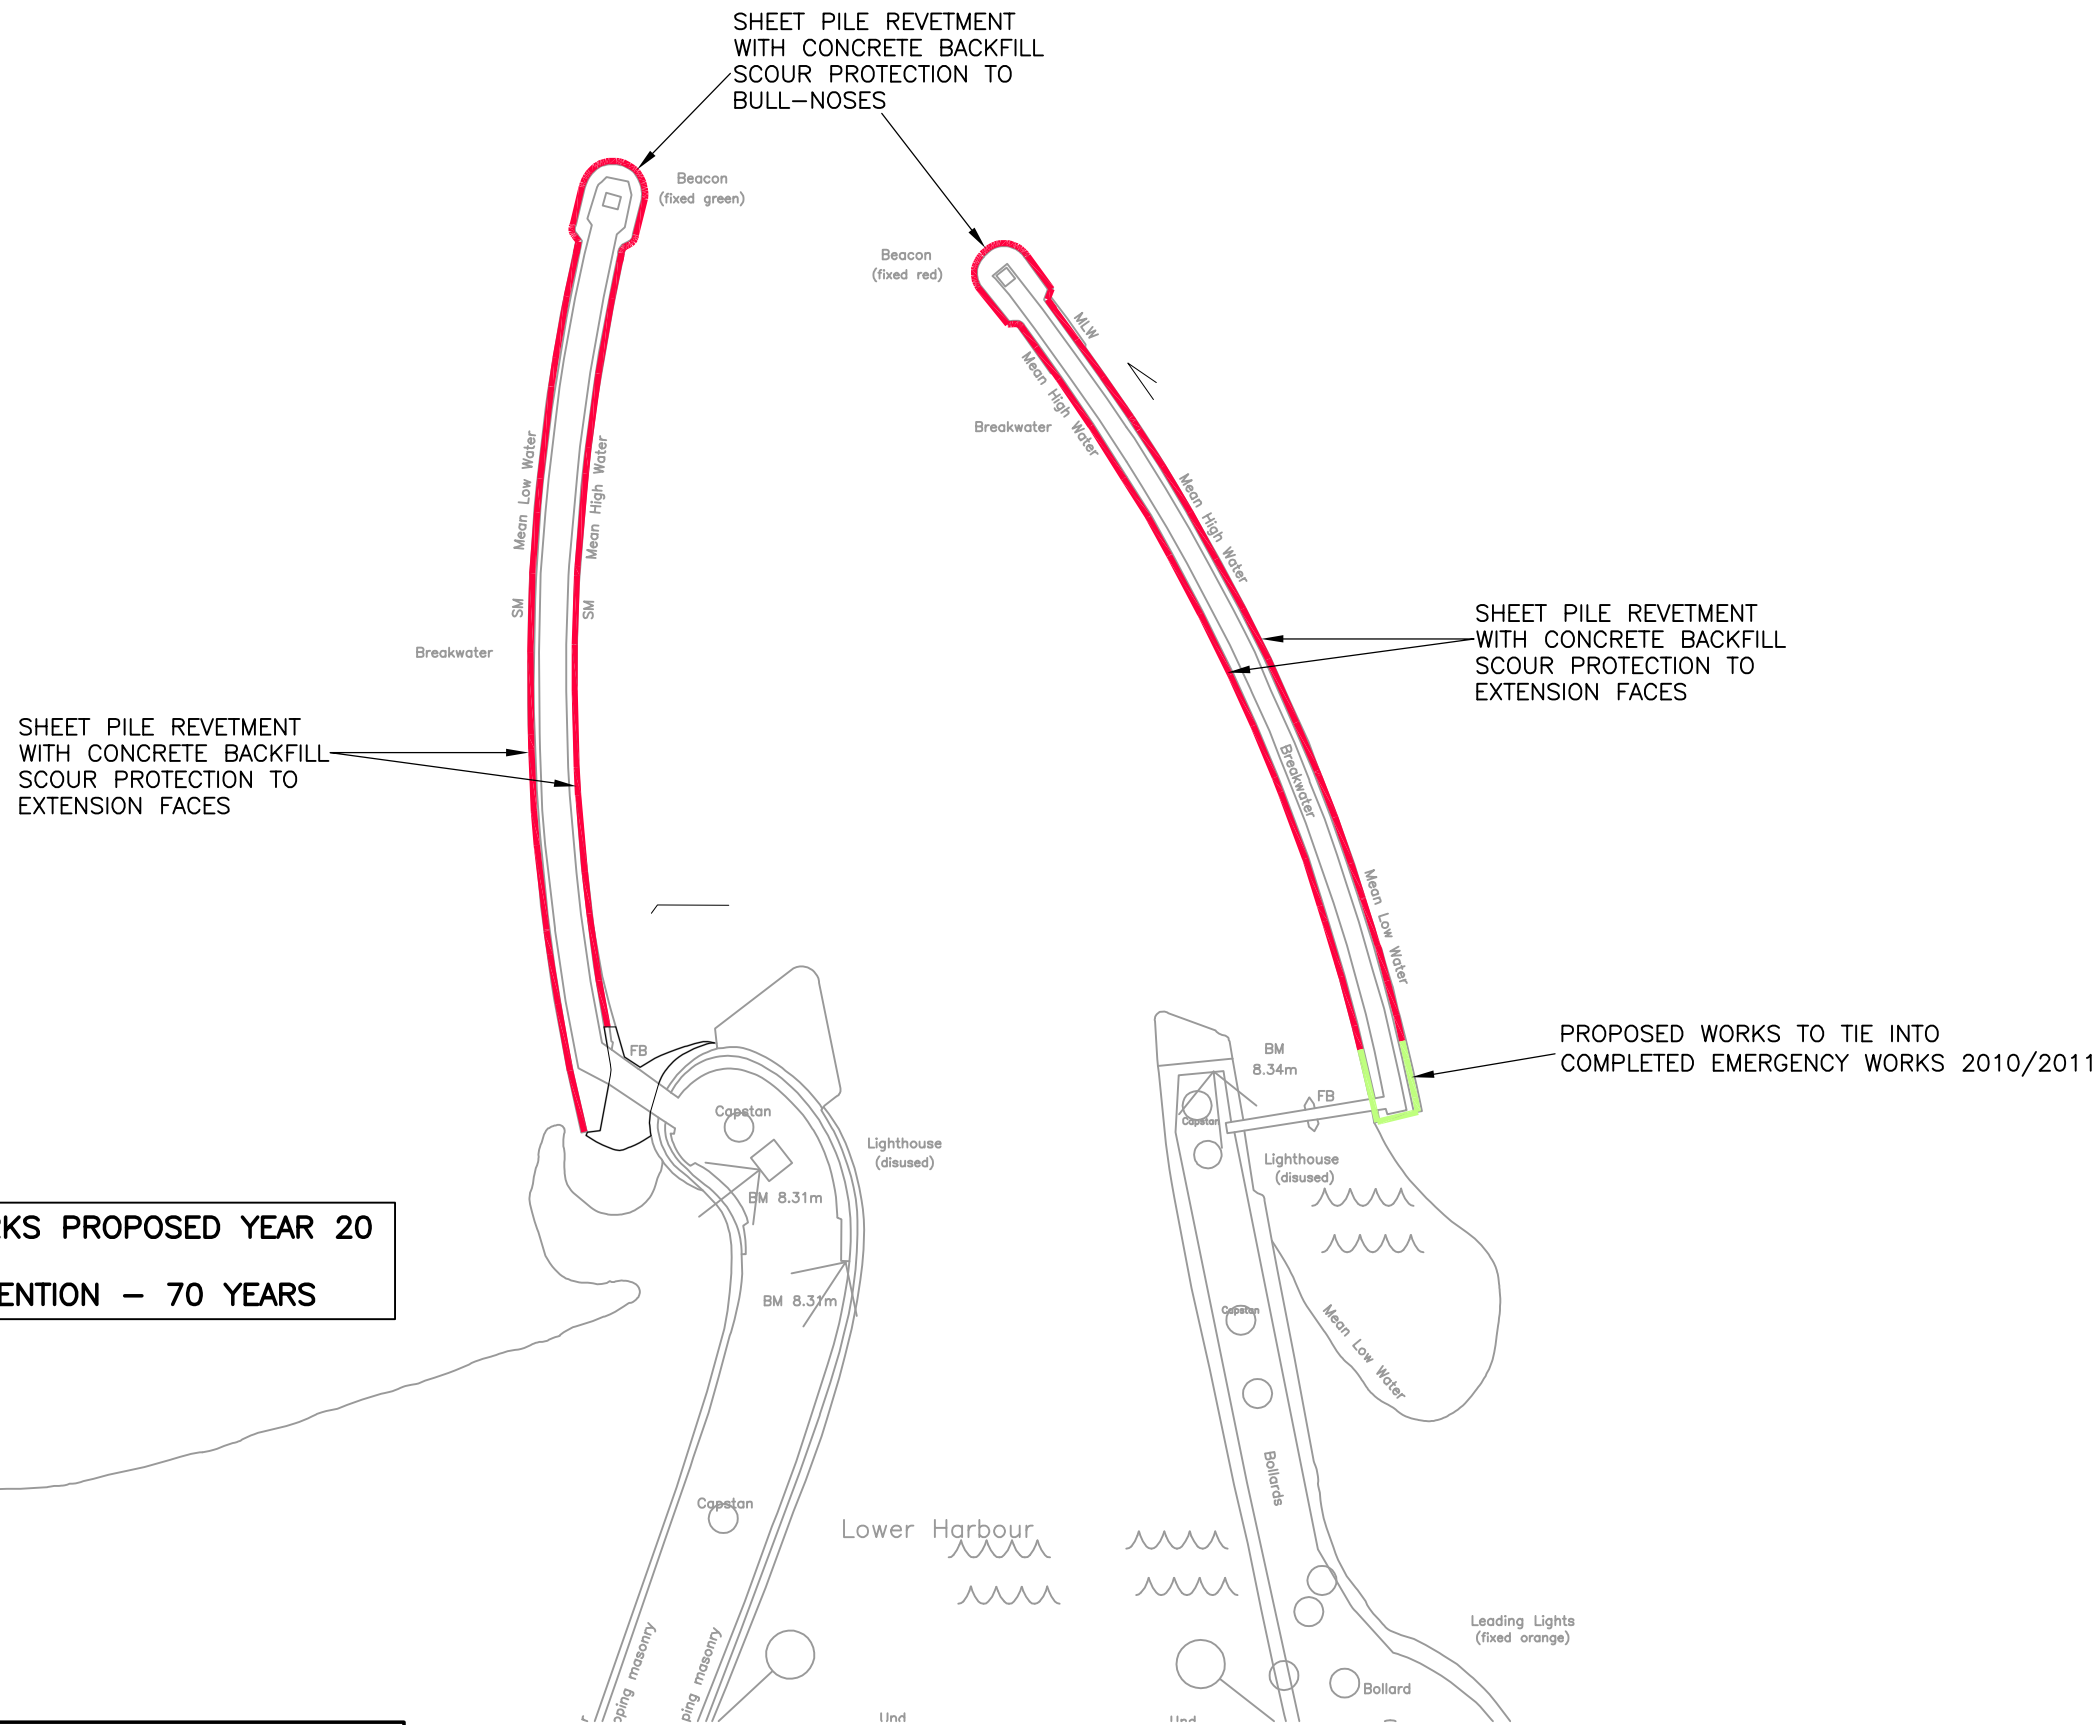 SHEET PILE REVETMENT
WITH CONCRETE BACKFILL
SCOUR PROTECTION TO
BULL-NOSES
Beacon
(fixed green)
Beacon
(fixed red)
MLW
Mean High Water
Breakwater
Mean Low Water
Mean High Water
SM
SM
Mean High Water
Breakwater
SHEET PILE REVETMENT
WITH CONCRETE BACKFILL
SCOUR PROTECTION TO
EXTENSION FACES
SHEET PILE REVETMENT
WITH CONCRETE BACKFILL
SCOUR PROTECTION TO
EXTENSION FACES
Breakwater
Mean Low Water
PROPOSED WORKS TO TIE INTO
COMPLETED EMERGENCY WORKS 2010/2011
FB
BM
8.34m
FB
Capstan
Capstan
Lighthouse
(disused)
Lighthouse
(disused)
BM 8.31m
PROPOSED YEAR 20
– 70 YEARS
BM 8.31m
Capstan
Mean Low Water
Bollards
Capstan
Lower Harbour
Leading Lights
(fixed orange)
masonry
masonry
Bollard
Und
Und